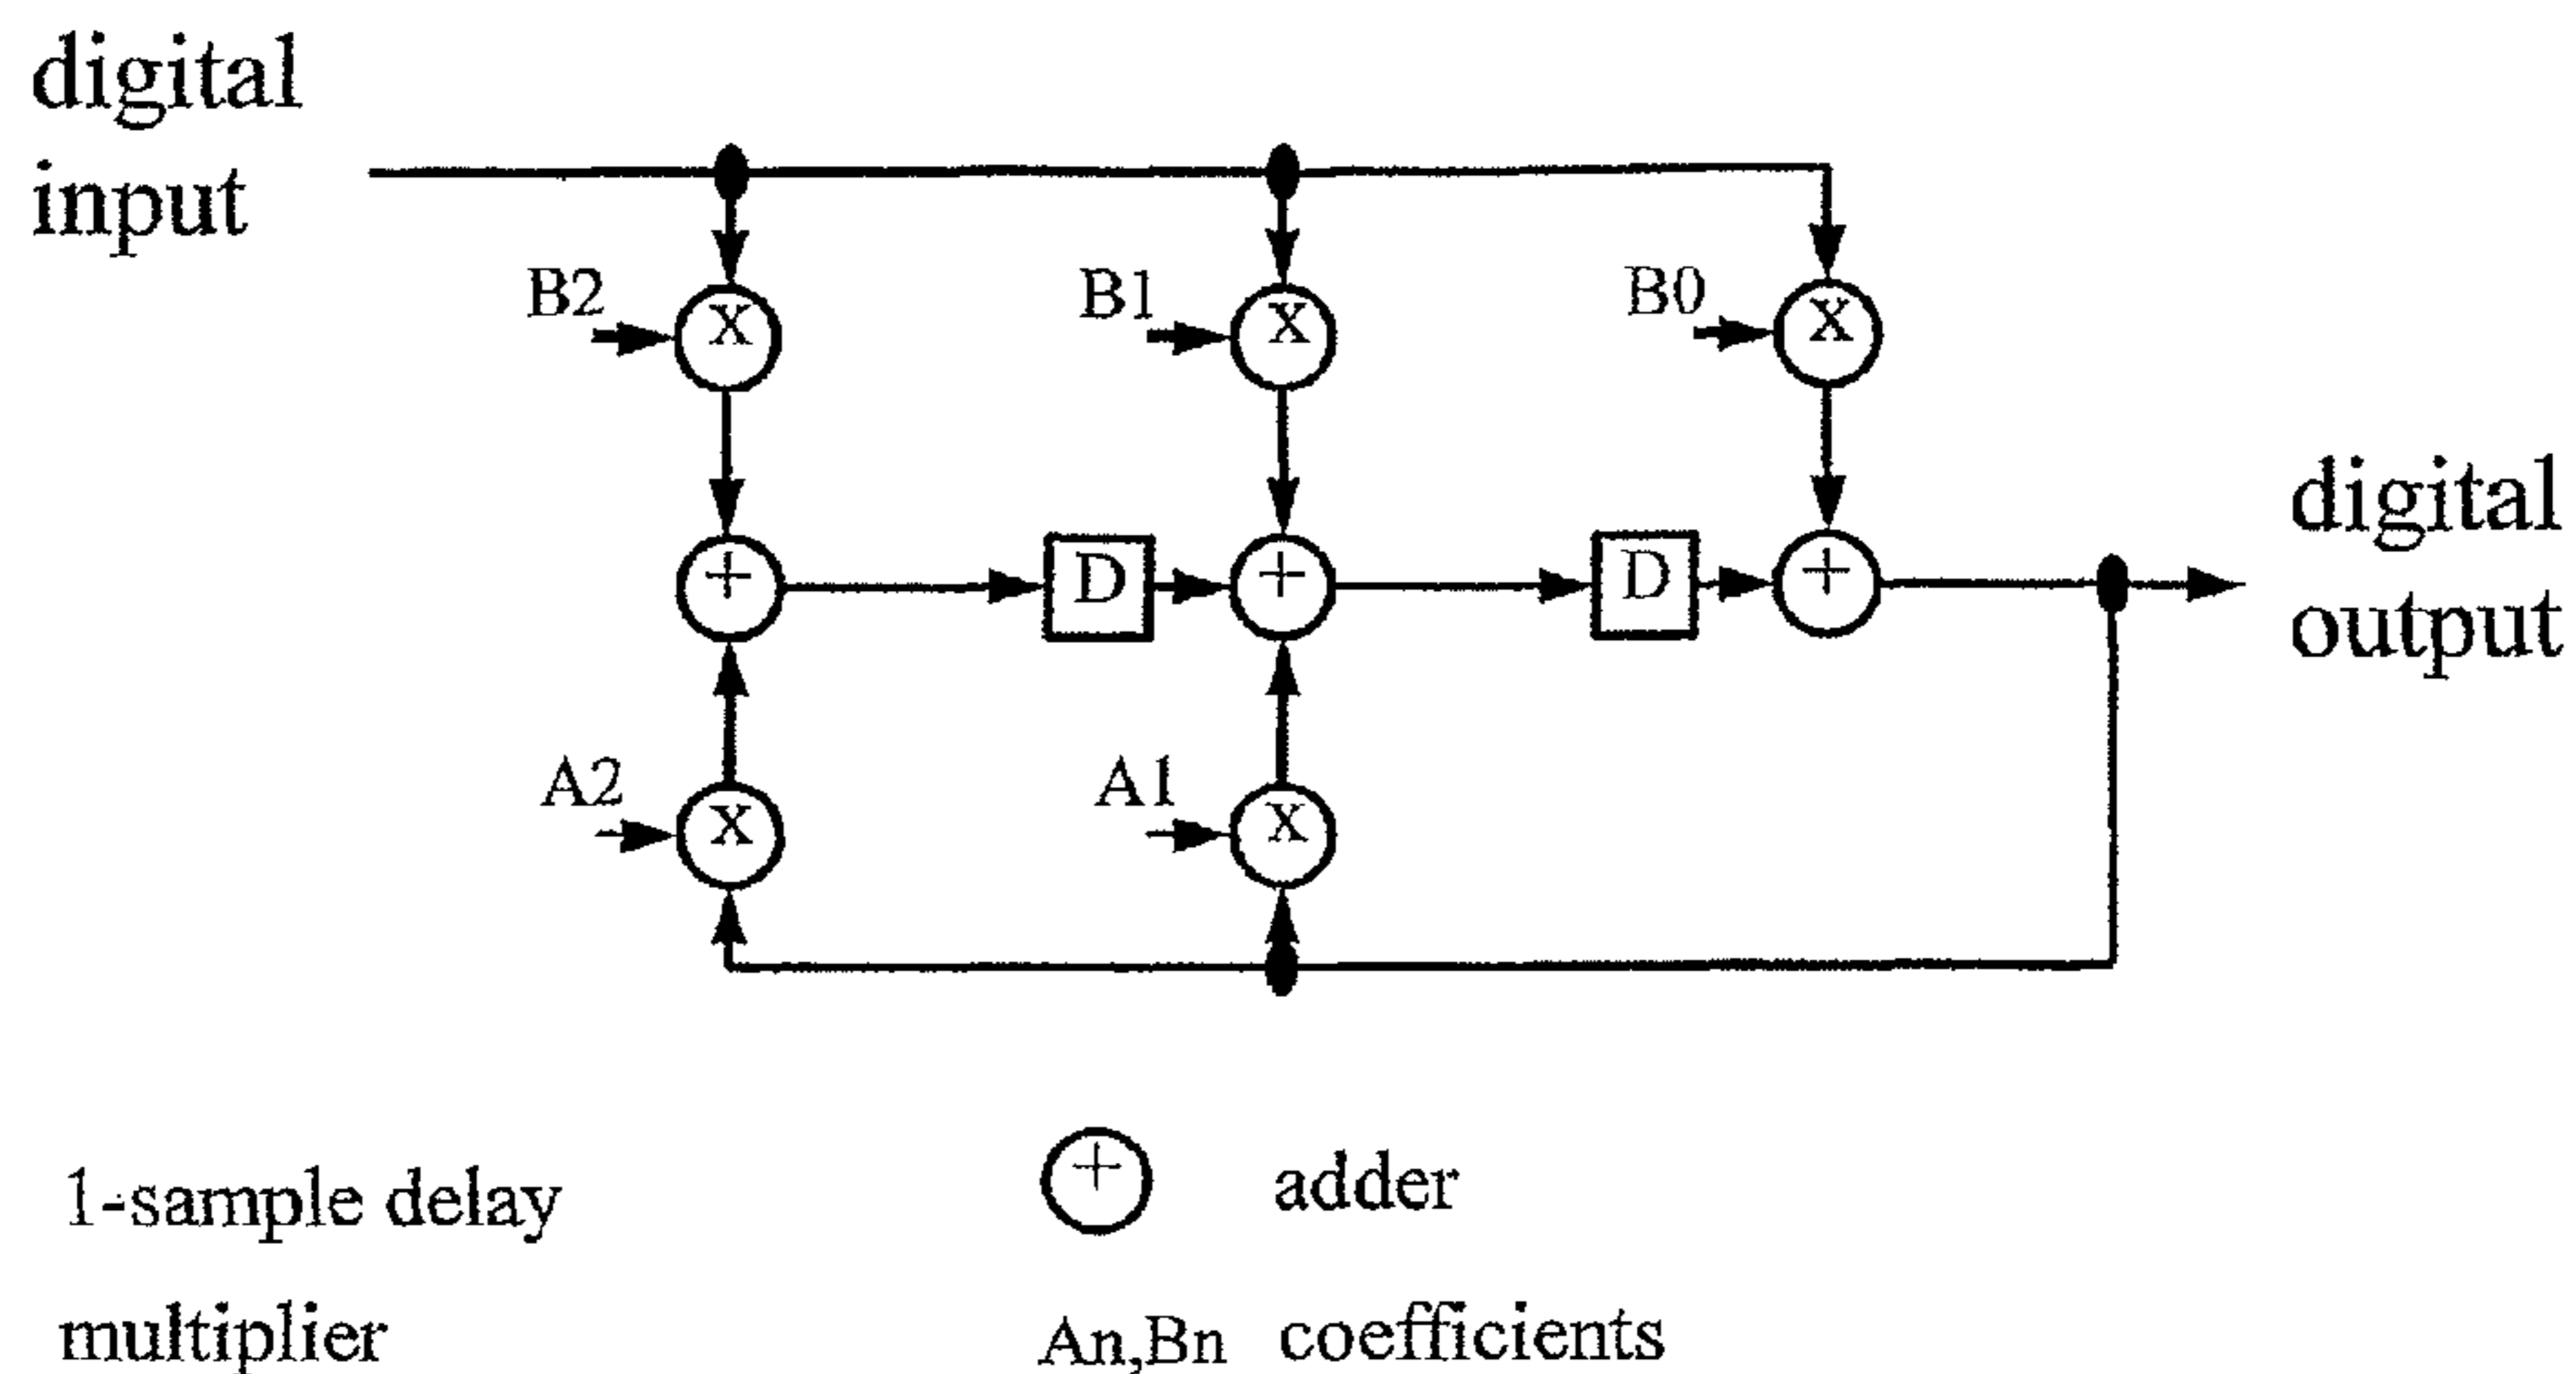 digital
input
B2
X
B1
X
B0
X
+
D
+
D
+
digital
output
A2
X
A1
X
1-sample delay
+
adder
multiplier
An,Bn coefficients